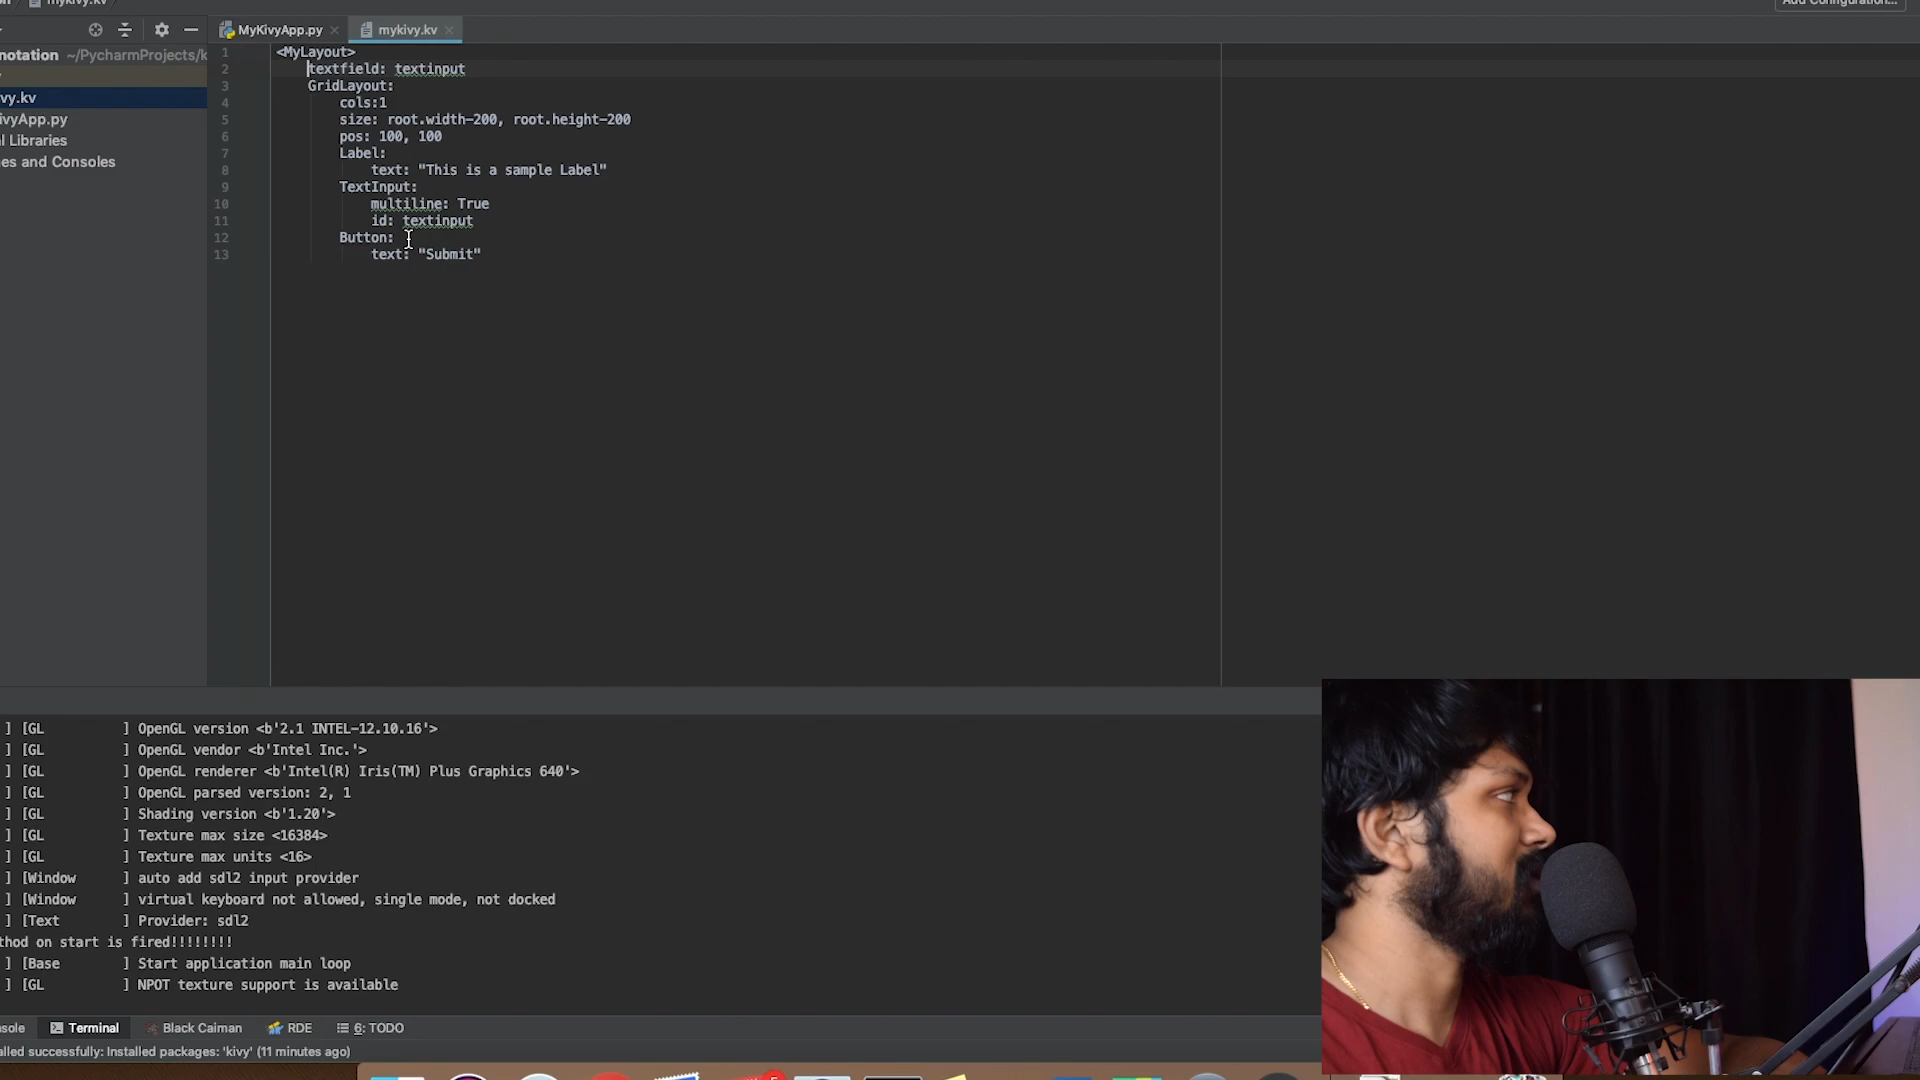 mykivy.kv
Add Configuration...
MyKivyApp.py
mykivy.kv
notation ~/PycharmProjects/k
vy.kv
ivyApp.py
l Libraries
es and Consoles
1 <MyLayout>
2 textfield: textinput
3 GridLayout:
4 cols:1
5 size: root.width-200, root.height-200
6 pos: 100, 100
7 Label:
8 text: "This is a sample Label"
9 TextInput:
10 multiline: True
11 id: textinput
12 Button:
13 text: "Submit"
] [GL ] OpenGL version <b'2.1 INTEL-12.10.16'>
] [GL ] OpenGL vendor <b'Intel Inc.'>
] [GL ] OpenGL renderer <b'Intel(R) Iris(TM) Plus Graphics 640'>
] [GL ] OpenGL parsed version: 2, 1
] [GL ] Shading version <b'1.20'>
] [GL ] Texture max size <16384>
] [GL ] Texture max units <16>
] [Window ] auto add sdl2 input provider
] [Window ] virtual keyboard not allowed, single mode, not docked
] [Text ] Provider: sdl2
thod on start is fired!!!!!!!!
] [Base ] Start application main loop
] [GL ] NPOT texture support is available
sole Terminal Black Caiman RDE 6: TODO
alled successfully: Installed packages: 'kivy' (11 minutes ago)
5